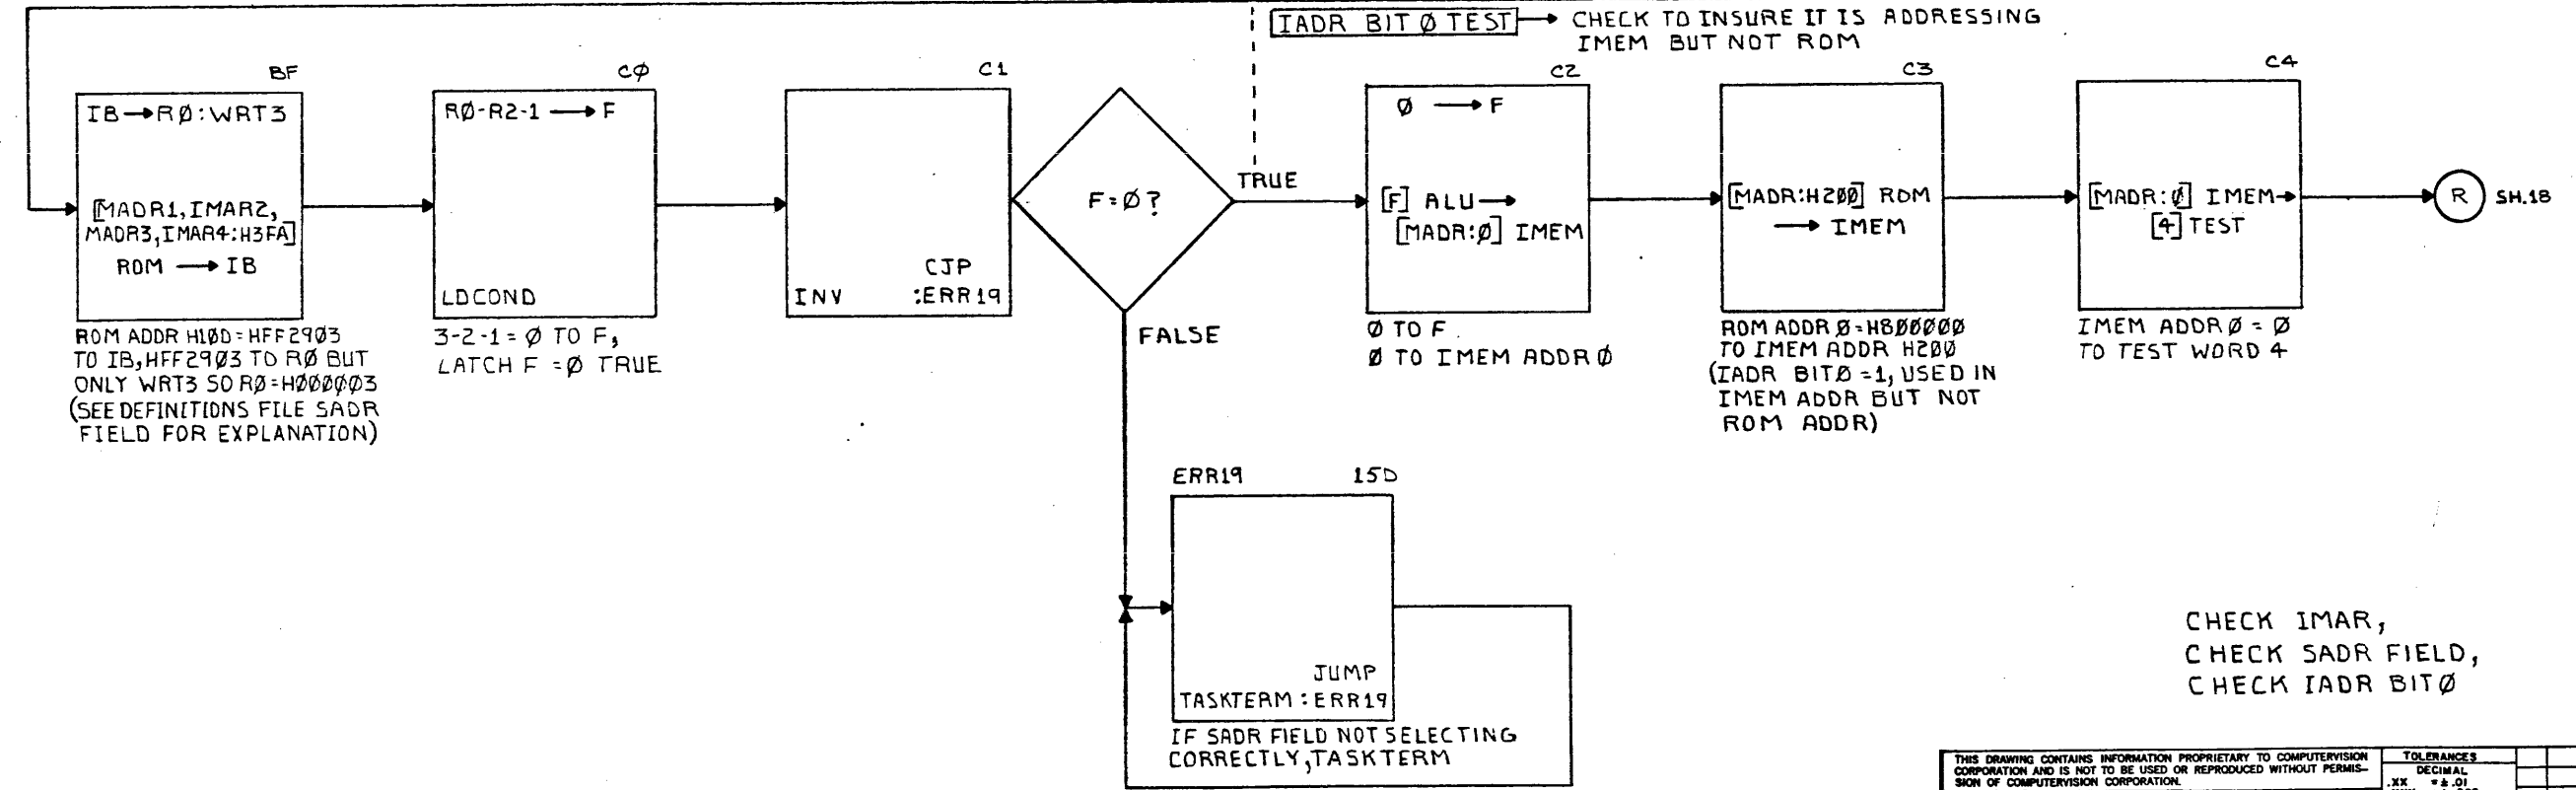 IADR BIT Ø TEST → CHECK TO INSURE IT IS ADDRESSING
IMEM BUT NOT ROM
BF
IB→RØ:WRT3
[MADR1,IMAR2,
MADR3,IMAR4:H3FA]
ROM → IB
ROM ADDR H1ØD=HFF29Ø3
TO IB,HFF29Ø3 TO RØ BUT
ONLY WRT3 SO RØ=HØØØØØ3
(SEE DEFINITIONS FILE SADR
FIELD FOR EXPLANATION)
CØ
RØ-R2-1 → F
LDCOND
3-2-1=Ø TO F,
LATCH F =Ø TRUE
C1
CJP
INV :ERR19
F=Ø?
TRUE
FALSE
C2
Ø → F
[F] ALU→
[MADR:Ø] IMEM
Ø TO F
Ø TO IMEM ADDR Ø
C3
[MADR:H2ØØ] ROM
→ IMEM
ROM ADDR Ø=H8ØØØØØ
TO IMEM ADDR H2ØØ
(IADR BITØ=1, USED IN
IMEM ADDR BUT NOT
ROM ADDR)
C4
[MADR:Ø] IMEM→
[4] TEST
IMEM ADDR Ø = Ø
TO TEST WORD 4
R SH.18
ERR19 15D
JUMP
TASKTERM :ERR19
IF SADR FIELD NOT SELECTING
CORRECTLY,TASKTERM
CHECK IMAR,
CHECK SADR FIELD,
CHECK IADR BITØ
THIS DRAWING CONTAINS INFORMATION PROPRIETARY TO COMPUTERVISION
CORPORATION AND IS NOT TO BE USED OR REPRODUCED WITHOUT PERMIS-
SION OF COMPUTERVISION CORPORATION.
TOLERANCES
DECIMAL
.XX = ± .01